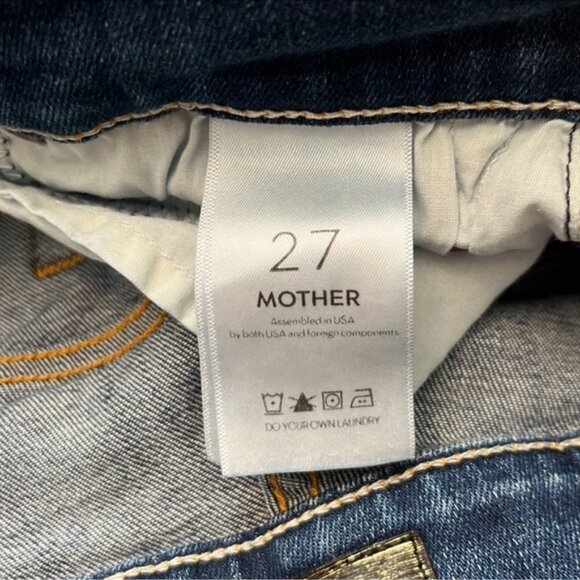 27
MOTHER
Assembled in USA
by both USA and foreign components.
DO YOUR OWN LAUNDRY